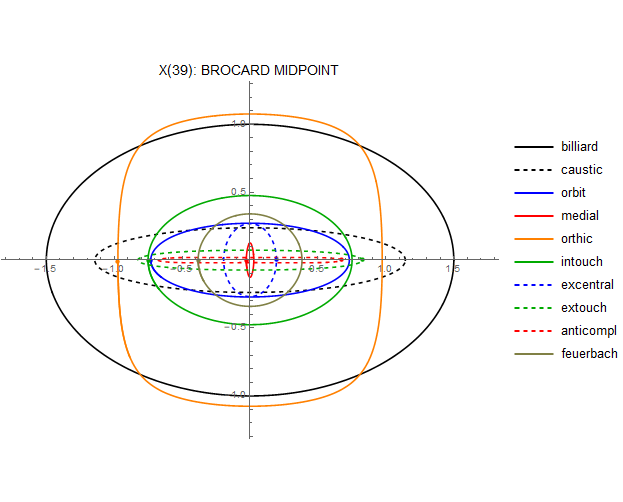 X(39): BROCARD MIDPOINT
1.0
0.5
-1.5
-1.0
-0.5
0.5
1.0
1.5
-0.5
-1.0
billiard
caustic
orbit
medial
orthic
intouch
excentral
extouch
anticompl
feuerbach